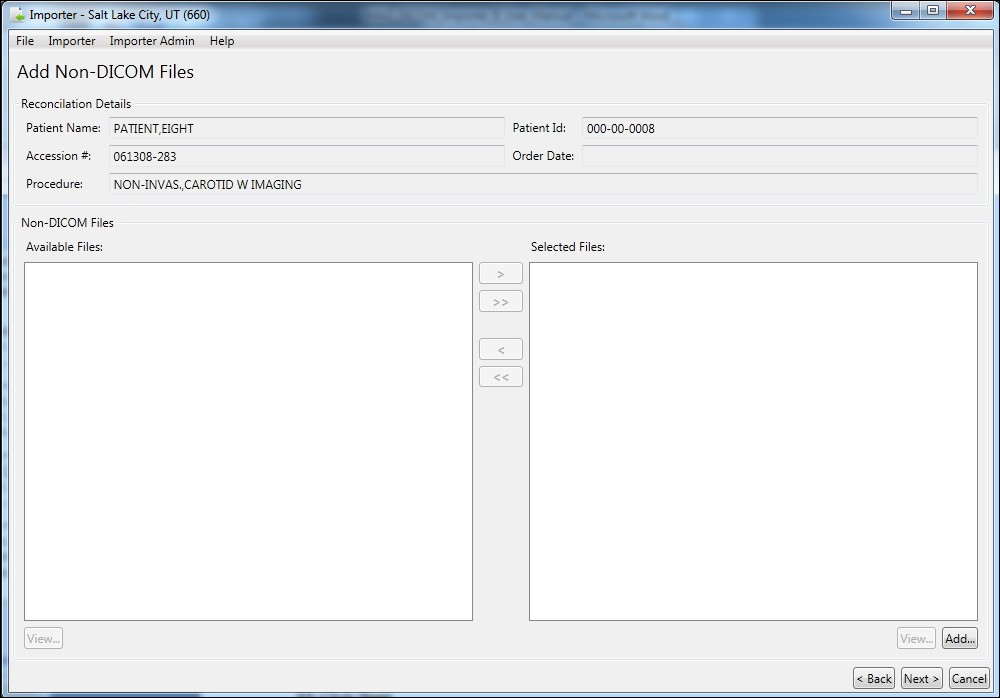 Importer - Salt Lake City, UT (660)
File Importer Importer Admin Help
Add Non-DICOM Files
Reconcilation Details
Patient Name: PATIENT,EIGHT Patient Id: 000-00-0008
Accession #: 061308-283 Order Date:
Procedure: NON-INVAS.,CAROTID W IMAGING
Non-DICOM Files
Available Files: Selected Files:
>
>>
<
<<
View... View... Add...
< Back Next > Cancel